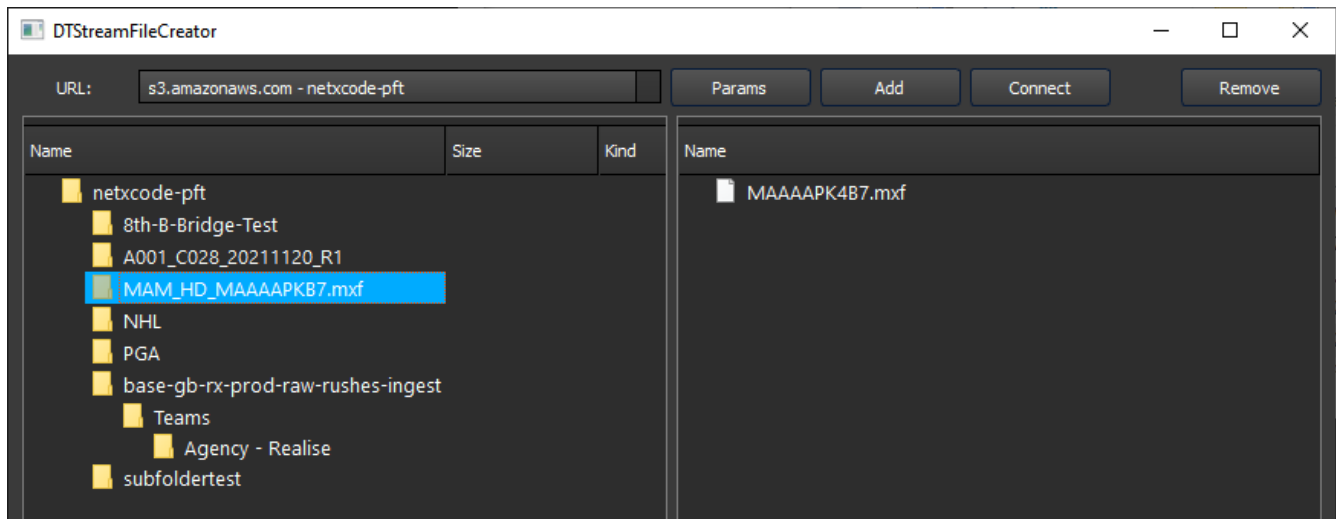 DTStreamFileCreator
URL: s3.amazonaws.com - netxcode-pft Params Add Connect Remove
Name Size Kind Name
netxcode-pft MAAAAPK4B7.mxf
8th-B-Bridge-Test
A001_C028_20211120_R1
MAM_HD_MAAAAPKB7.mxf
NHL
PGA
base-gb-rx-prod-raw-rushes-ingest
Teams
Agency - Realise
subfoldertest